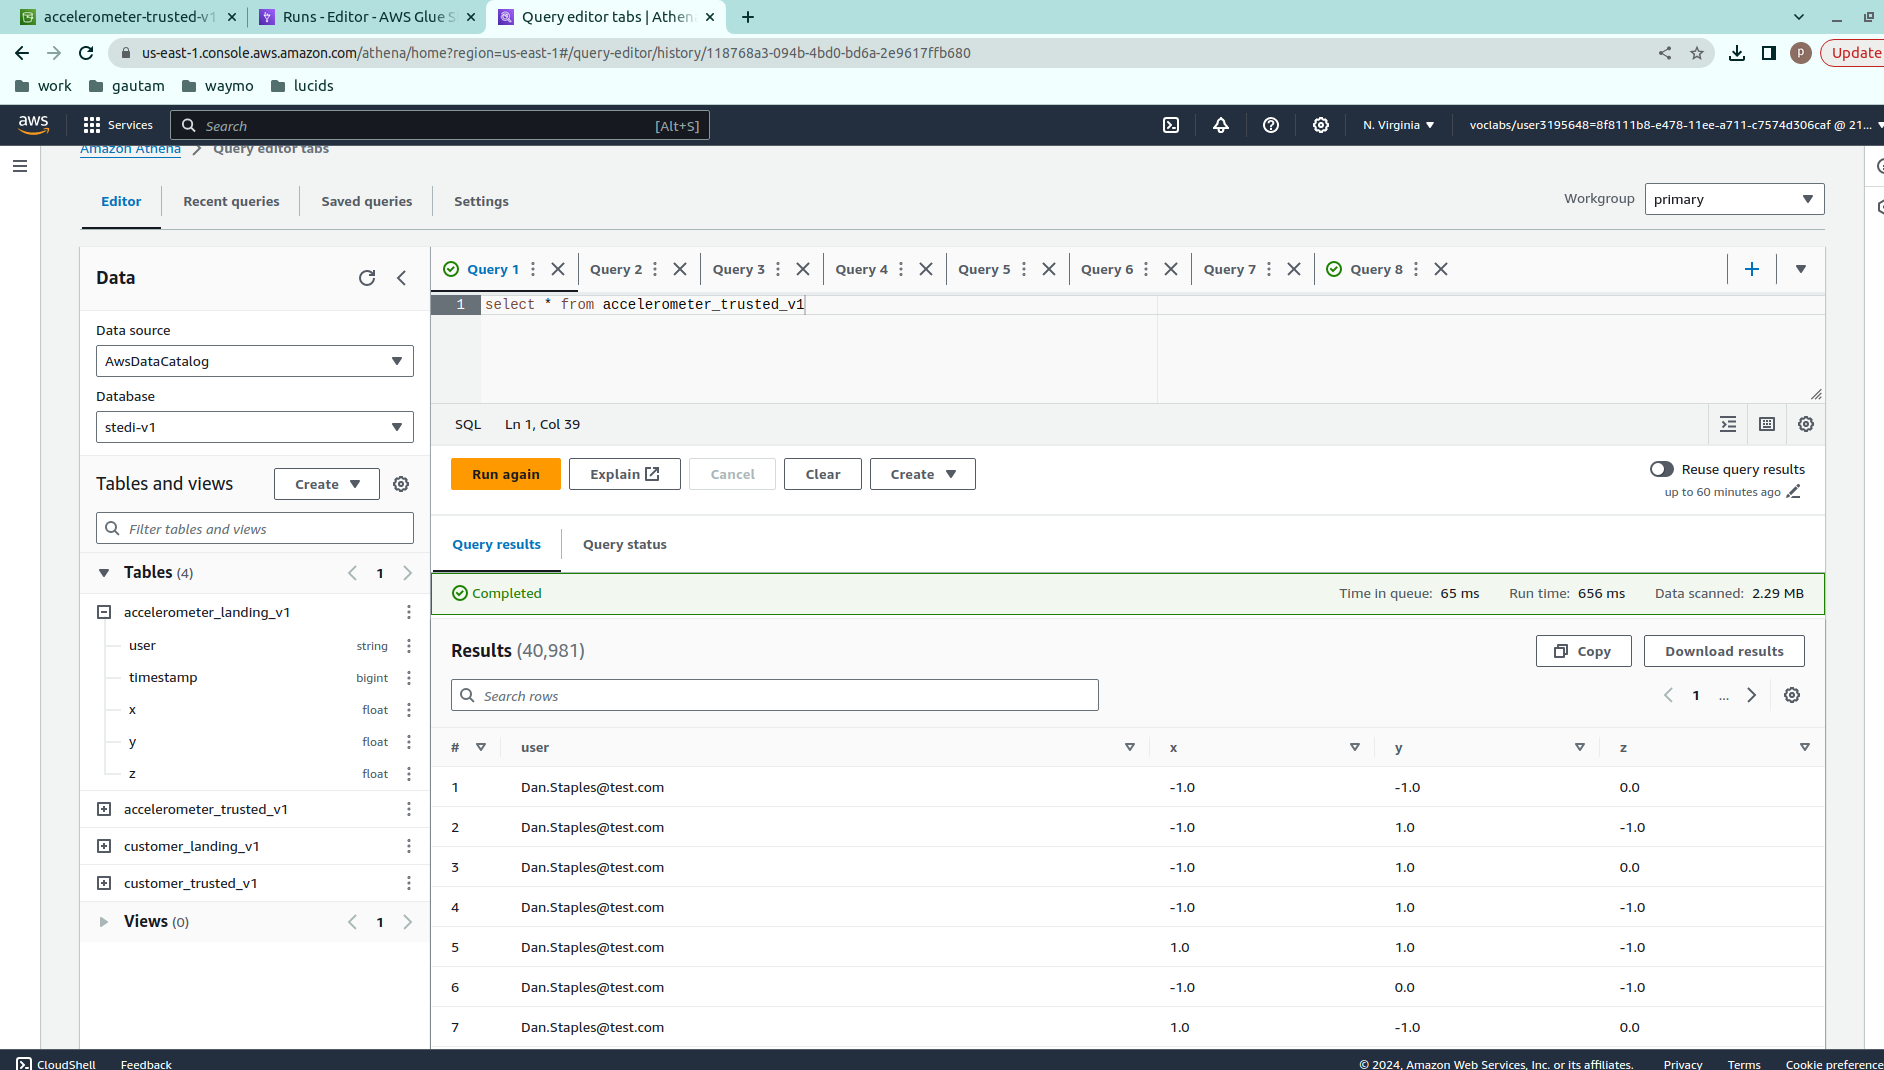 accelerometer-trusted-v1
Runs - Editor - AWS Glue S
Query editor tabs | Athen
us-east-1.console.aws.amazon.com/athena/home?region=us-east-1#/query-editor/history/118768a3-094b-4bd0-bd6a-2e9617ffb680
p
Update
work
gautam
waymo
lucids
aws
Services
Search
[Alt+S]
N. Virginia
voclabs/user3195648=8f8111b8-e478-11ee-a711-c7574d306caf @ 21...
Amazon Athena
Query editor tabs
Editor
Recent queries
Saved queries
Settings
Workgroup
primary
Data
Data source
AwsDataCatalog
Database
stedi-v1
Tables and views
Create
Filter tables and views
Tables (4)
1
accelerometer_landing_v1
user string
timestamp bigint
x float
y float
z float
accelerometer_trusted_v1
customer_landing_v1
customer_trusted_v1
Views (0)
1
Query 1
Query 2
Query 3
Query 4
Query 5
Query 6
Query 7
Query 8
1 select * from accelerometer_trusted_v1
SQL Ln 1, Col 39
Run again
Explain
Cancel
Clear
Create
Reuse query results
up to 60 minutes ago
Query results
Query status
Completed
Time in queue: 65 ms
Run time: 656 ms
Data scanned: 2.29 MB
Results (40,981)
Copy
Download results
Search rows
1 ...
# user x y z
1 Dan.Staples@test.com -1.0 -1.0 0.0
2 Dan.Staples@test.com -1.0 1.0 -1.0
3 Dan.Staples@test.com -1.0 1.0 0.0
4 Dan.Staples@test.com -1.0 1.0 -1.0
5 Dan.Staples@test.com 1.0 1.0 -1.0
6 Dan.Staples@test.com -1.0 0.0 -1.0
7 Dan.Staples@test.com 1.0 -1.0 0.0
CloudShell
Feedback
© 2024, Amazon Web Services, Inc. or its affiliates.
Privacy
Terms
Cookie preference